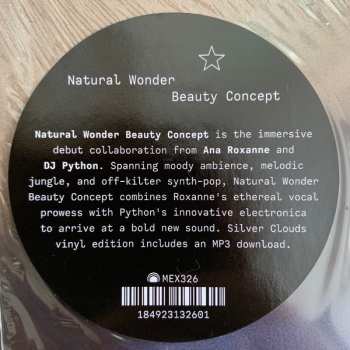 Natural Wonder
Beauty Concept
Natural Wonder Beauty Concept is the immersive
debut collaboration from Ana Roxanne and
DJ Python. Spanning moody ambience, melodic
jungle, and off-kilter synth-pop, Natural Wonder
Beauty Concept combines Roxanne's ethereal vocal
prowess with Python's innovative electronica
to arrive at a bold new sound. Silver Clouds
vinyl edition includes an MP3 download.
MEX326
184923132601